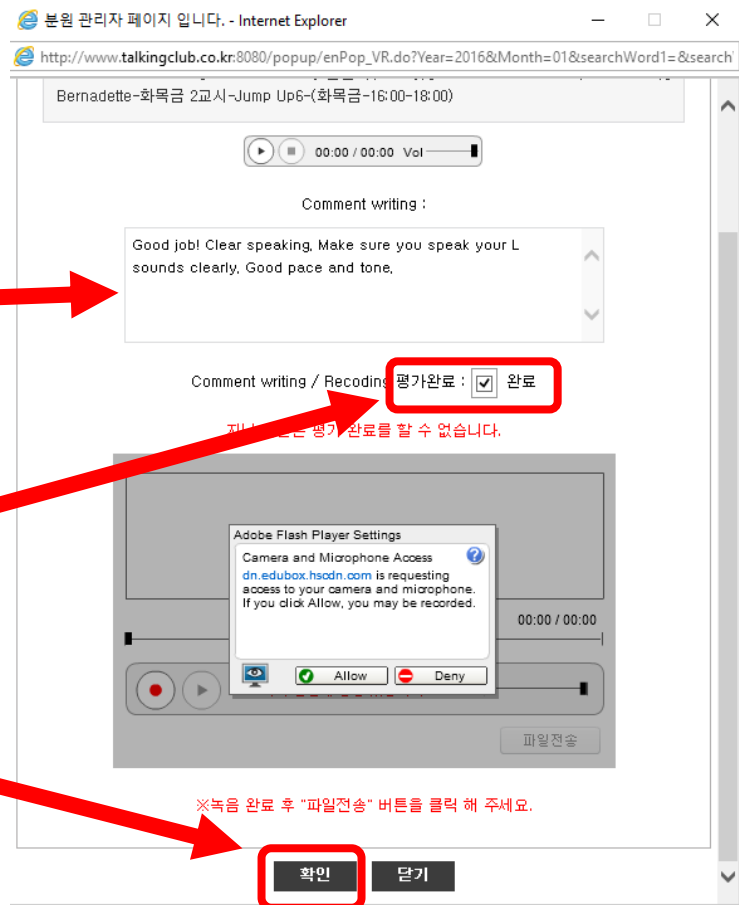 분원 관리자 페이지 입니다. - Internet Explorer
http://www.talkingclub.co.kr:8080/popup/enPop_VR.do?Year=2016&Month=01&searchWord1=&search
Bernadette-화목금 2교시-Jump Up6-(화목금-16:00-18:00)
00:00 / 00:00 Vol
Comment writing :
Good job! Clear speaking, Make sure you speak your L
sounds clearly, Good pace and tone,
Comment writing / Recoding 평가완료 : 완료
평가 완료를 할 수 없습니다.
Adobe Flash Player Settings
Camera and Microphone Access
dn.edubox.hscdn.com is requesting
access to your camera and microphone.
If you click Allow, you may be recorded.
00:00 / 00:00
Allow Deny
파일전송
※녹음 완료 후 "파일전송" 버튼을 클릭 해 주세요.
확인 닫기